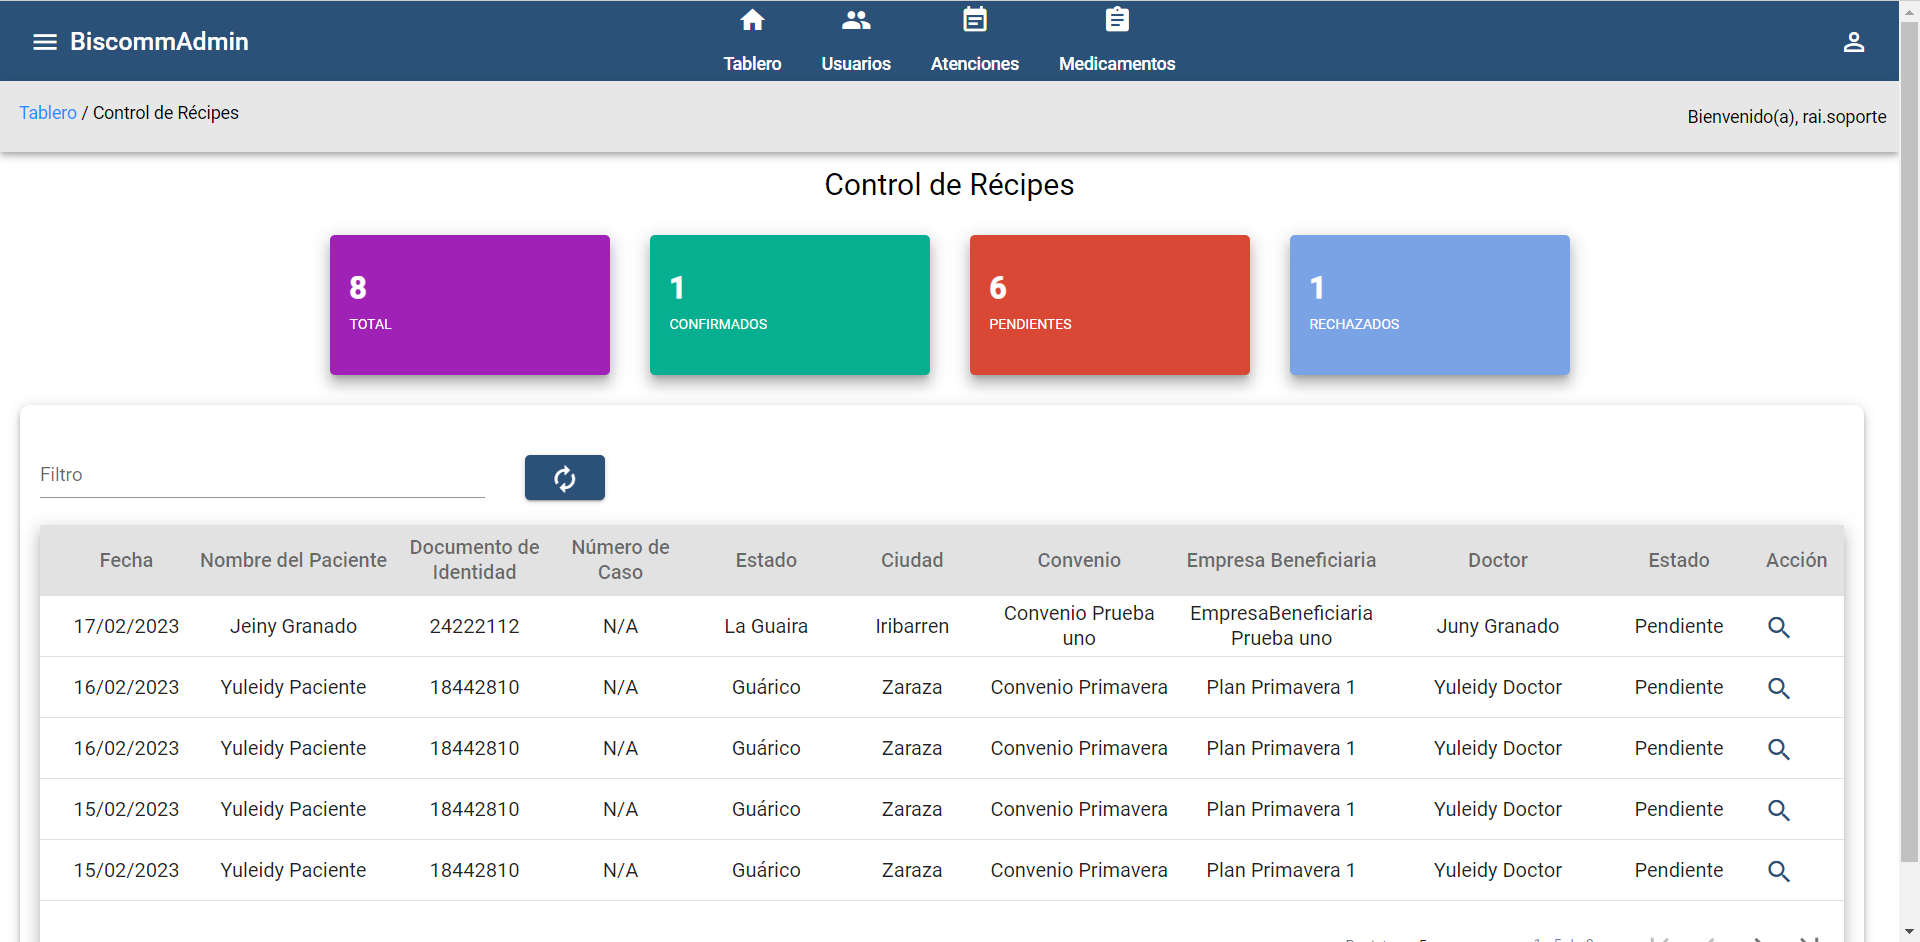 BiscommAdmin
Tablero Usuarios Atenciones Medicamentos
Tablero / Control de Récipes
Bienvenido(a), rai.soporte
Control de Récipes
8
TOTAL
1
CONFIRMADOS
6
PENDIENTES
1
RECHAZADOS
Filtro
Fecha Nombre del Paciente Documento de Identidad Número de Caso Estado Ciudad Convenio Empresa Beneficiaria Doctor Estado Acción
17/02/2023 Jeiny Granado 24222112 N/A La Guaira Iribarren Convenio Prueba uno EmpresaBeneficiaria Prueba uno Juny Granado Pendiente
16/02/2023 Yuleidy Paciente 18442810 N/A Guárico Zaraza Convenio Primavera Plan Primavera 1 Yuleidy Doctor Pendiente
16/02/2023 Yuleidy Paciente 18442810 N/A Guárico Zaraza Convenio Primavera Plan Primavera 1 Yuleidy Doctor Pendiente
15/02/2023 Yuleidy Paciente 18442810 N/A Guárico Zaraza Convenio Primavera Plan Primavera 1 Yuleidy Doctor Pendiente
15/02/2023 Yuleidy Paciente 18442810 N/A Guárico Zaraza Convenio Primavera Plan Primavera 1 Yuleidy Doctor Pendiente